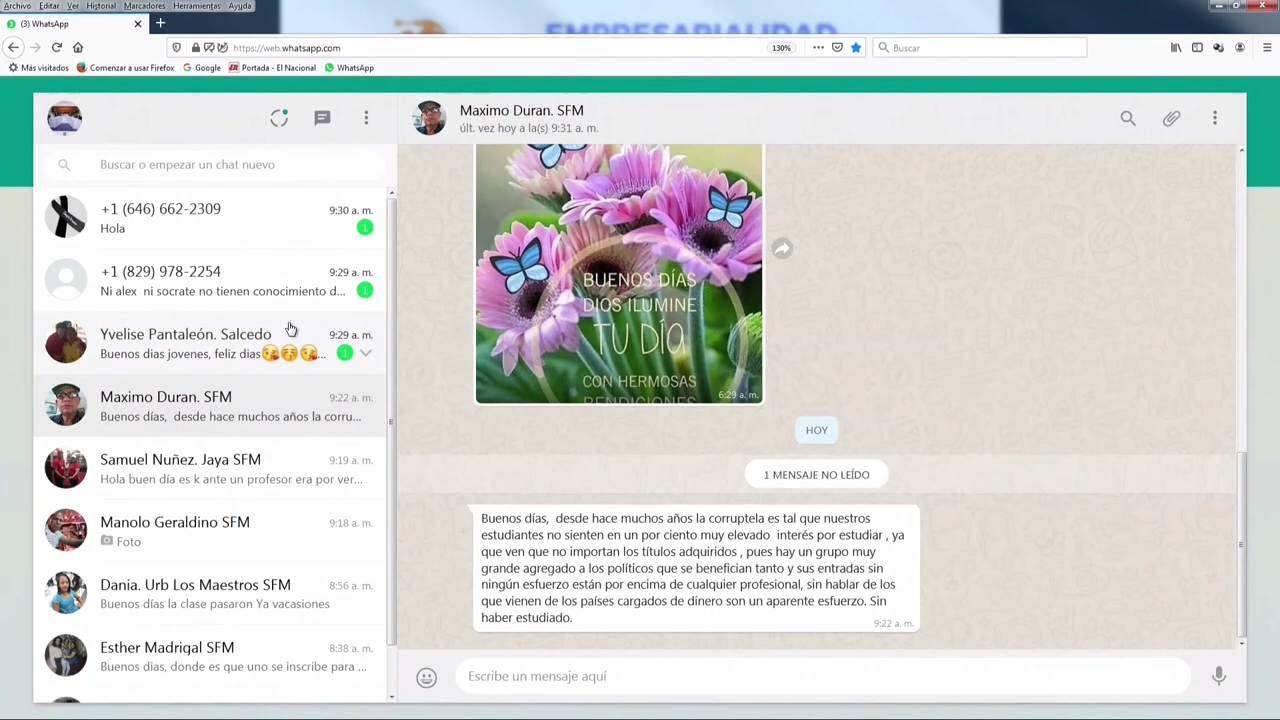 Archivo Editar Ver Historial Marcadores Herramientas Ayuda
EMPRESARIALIDAD
(3) WhatsApp
https://web.whatsapp.com
130%
Buscar
Más visitados
Comenzar a usar Firefox
Google
Portada - El Nacional
WhatsApp
Buscar o empezar un chat nuevo
+1 (646) 662-2309
9:30 a. m.
Hola
1
+1 (829) 978-2254
9:29 a. m.
Ni alex ni socrate no tienen conocimiento d...
1
Yvelise Pantaleón. Salcedo
9:29 a. m.
Buenos dias jovenes, feliz dias😘☺️😘...
1
Maximo Duran. SFM
9:22 a. m.
Buenos días, desde hace muchos años la corru...
Samuel Nuñez. Jaya SFM
9:19 a. m.
Hola buen día es k ante un profesor era por ver...
Manolo Geraldino SFM
9:18 a. m.
Foto
Dania. Urb Los Maestros SFM
8:56 a. m.
Buenos días la clase pasaron Ya vacasiones
Esther Madrigal SFM
8:38 a. m.
Buenos dias, donde es que uno se inscribe para ...
Maximo Duran. SFM
últ. vez hoy a la(s) 9:31 a. m.
BUENOS DÍAS
DIOS ILUMINE
TU DÍA
CON HERMOSAS
BENDICIONES
6:29 a. m.
HOY
1 MENSAJE NO LEÍDO
Buenos días, desde hace muchos años la corruptela es tal que nuestros
estudiantes no sienten en un por ciento muy elevado interés por estudiar , ya
que ven que no importan los títulos adquiridos , pues hay un grupo muy
grande agregado a los políticos que se benefician tanto y sus entradas sin
ningún esfuerzo están por encima de cualquier profesional, sin hablar de los
que vienen de los países cargados de dinero son un aparente esfuerzo. Sin
haber estudiado.
9:22 a. m.
Escribe un mensaje aquí